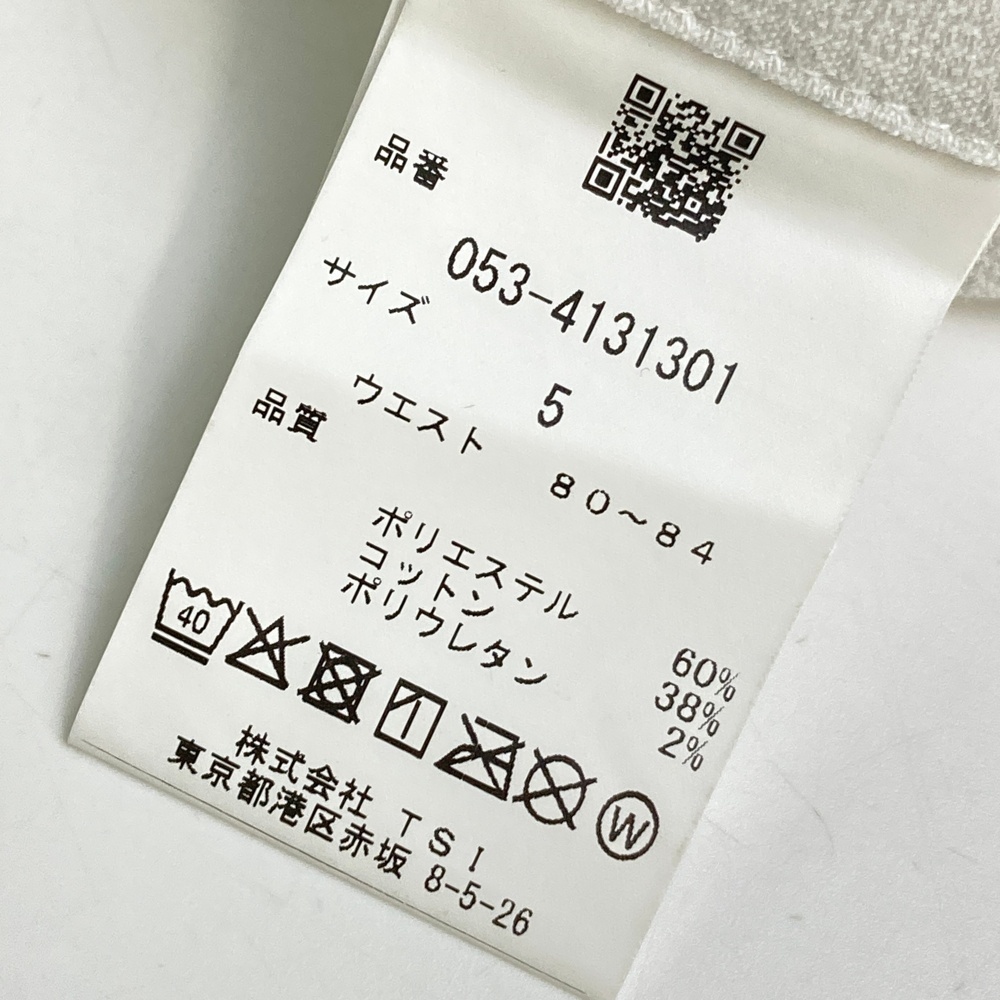 品番
053-4131301
サイズ
5
ウエスト 80～84
品質
ポリエステル 60%
コットン 38%
ポリウレタン 2%
40
W
株式会社 TSI
東京都港区赤坂 8-5-26